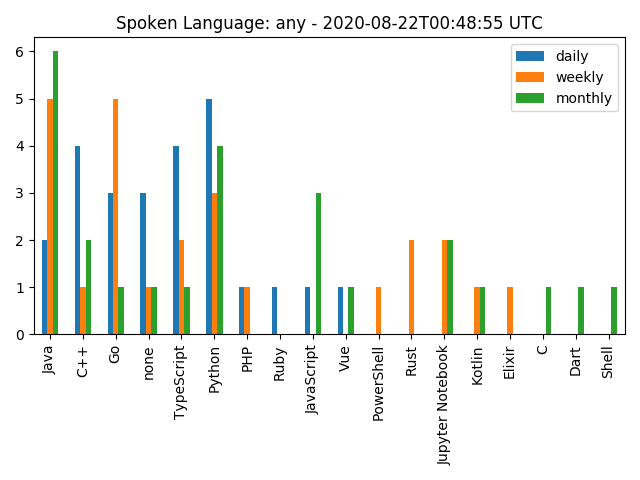 Spoken Language: any - 2020-08-22T00:48:55 UTC
daily
weekly
monthly
6
5
4
3
2
1
0
Java
C++
Go
none
TypeScript
Python
PHP
Ruby
JavaScript
Vue
PowerShell
Rust
Jupyter Notebook
Kotlin
Elixir
C
Dart
Shell